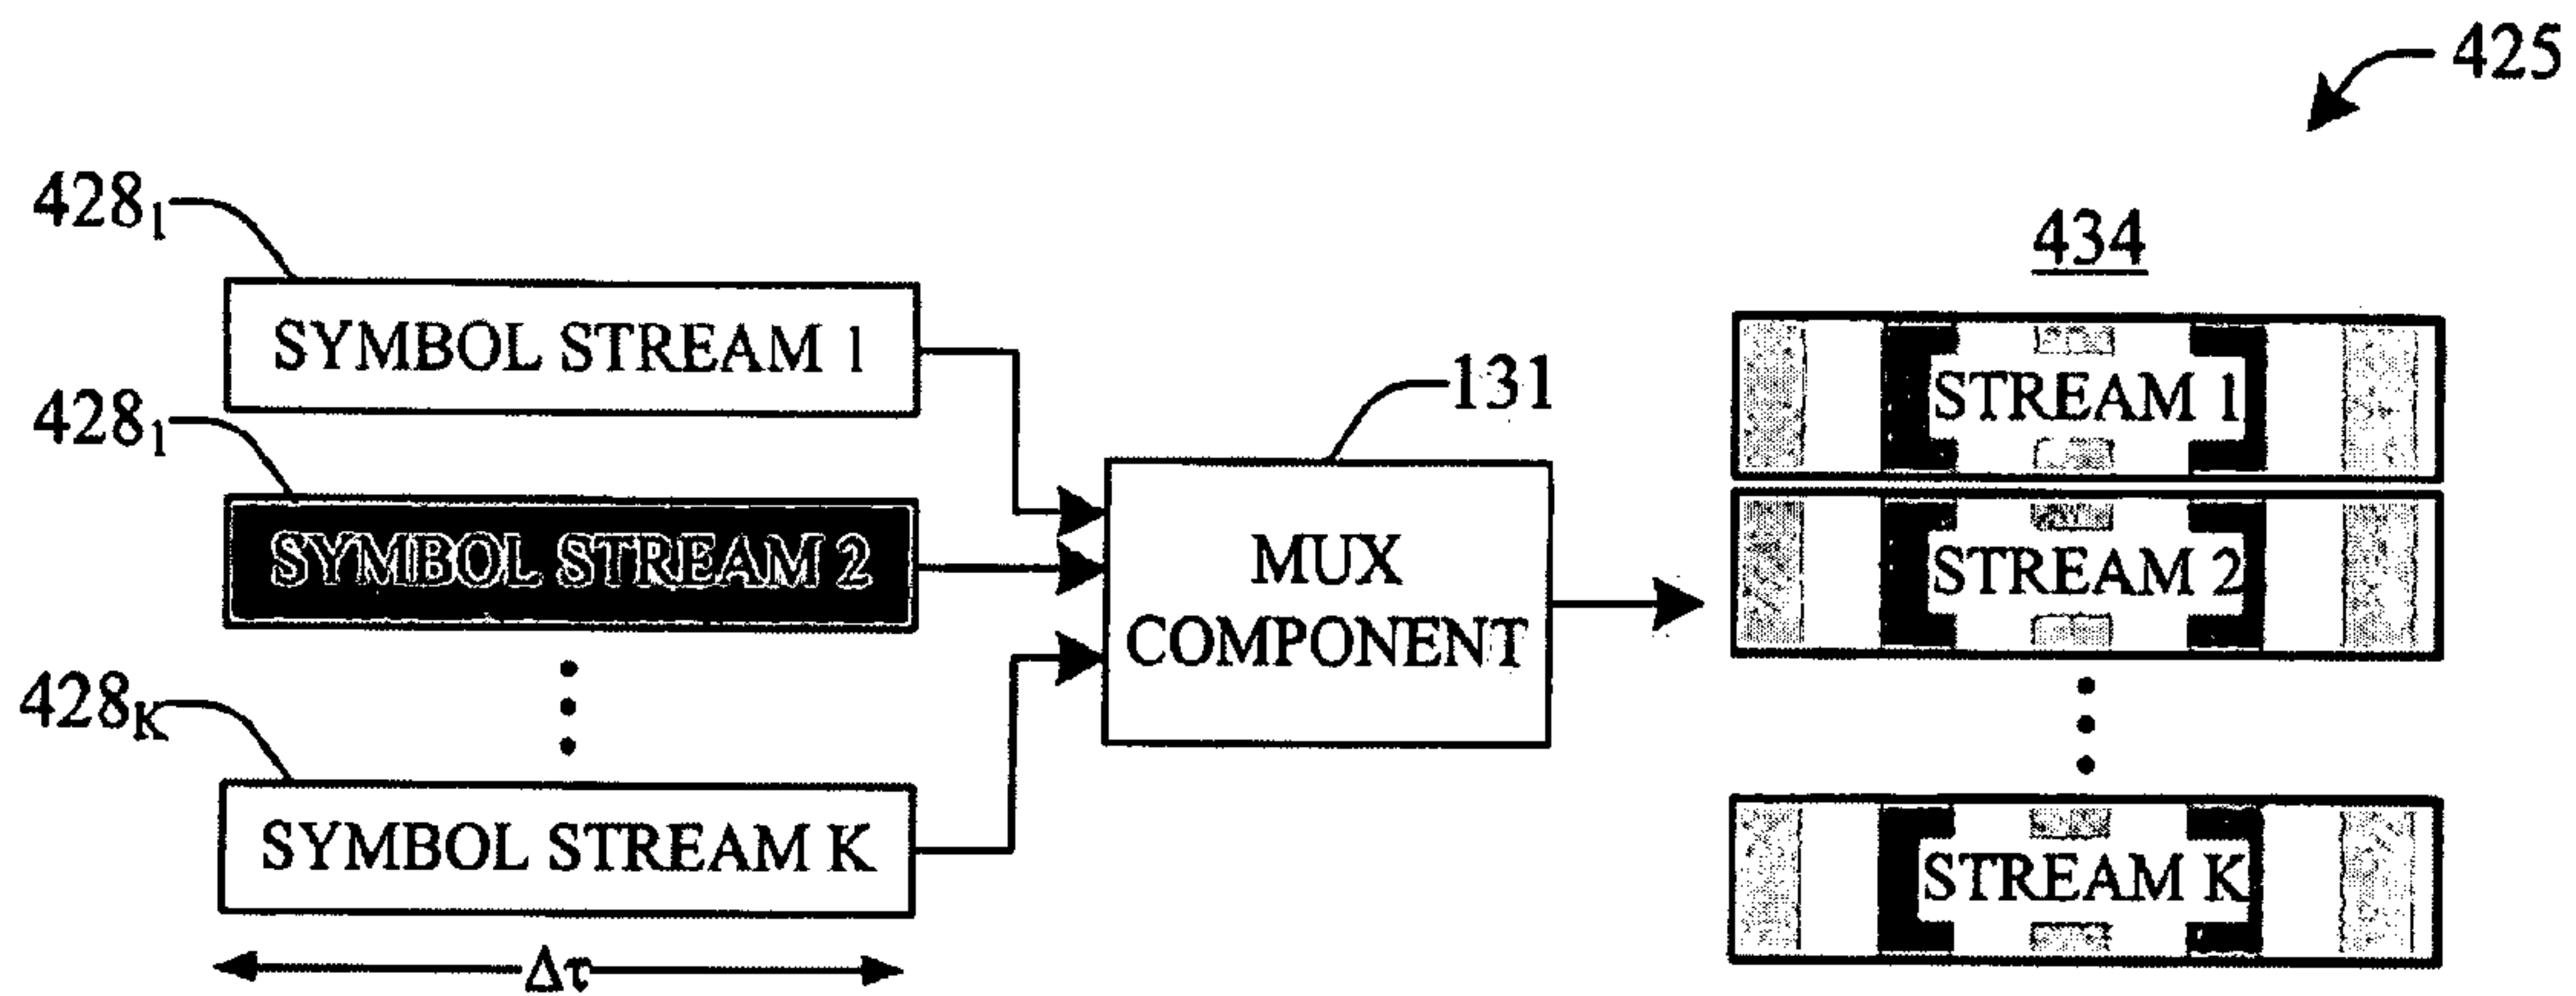 425
428₁
434
SYMBOL STREAM 1
131
STREAM 1
428₁
SYMBOL STREAM 2
MUX
COMPONENT
STREAM 2
428K
SYMBOL STREAM K
STREAM K
Δτ